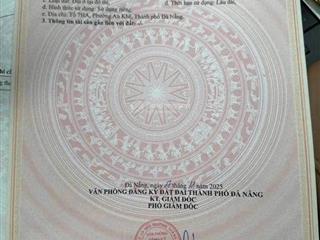 d. Thời hạn sử dụng: Lâu dài,
đ. Hình thức sử dụng: Sử dụng riêng,
e. Địa chỉ: Tổ 78A, Phường An Khê, Thành phố Đà Nẵng.
3. Thông tin tài sản gắn liền với đất:
Đà Nẵng, ngày tháng năm 2025
VĂN PHÒNG ĐĂNG KÝ ĐẤT ĐAI THÀNH PHỐ ĐÀ NẴNG
KT. GIÁM ĐỐC
PHÓ GIÁM ĐỐC